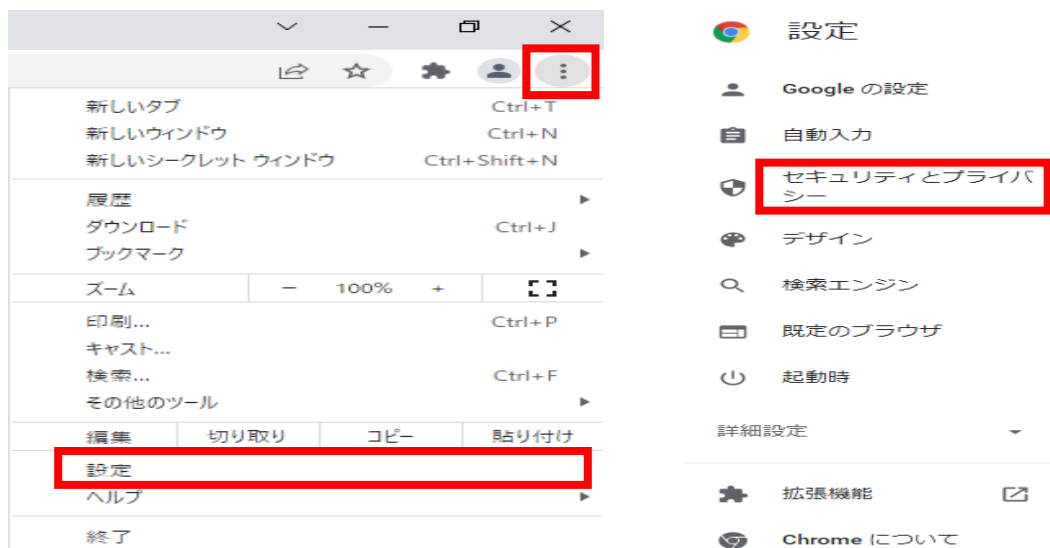 新しいタブ Ctrl+T
新しいウィンドウ Ctrl+N
新しいシークレット ウィンドウ Ctrl+Shift+N
履歴
ダウンロード Ctrl+J
ブックマーク
ズーム － 100% +
印刷... Ctrl+P
キャスト...
検索... Ctrl+F
その他のツール
編集 切り取り コピー 貼り付け
設定
ヘルプ
終了
設定
Google の設定
自動入力
セキュリティとプライバ
シー
デザイン
検索エンジン
既定のブラウザ
起動時
詳細設定
拡張機能
Chrome について